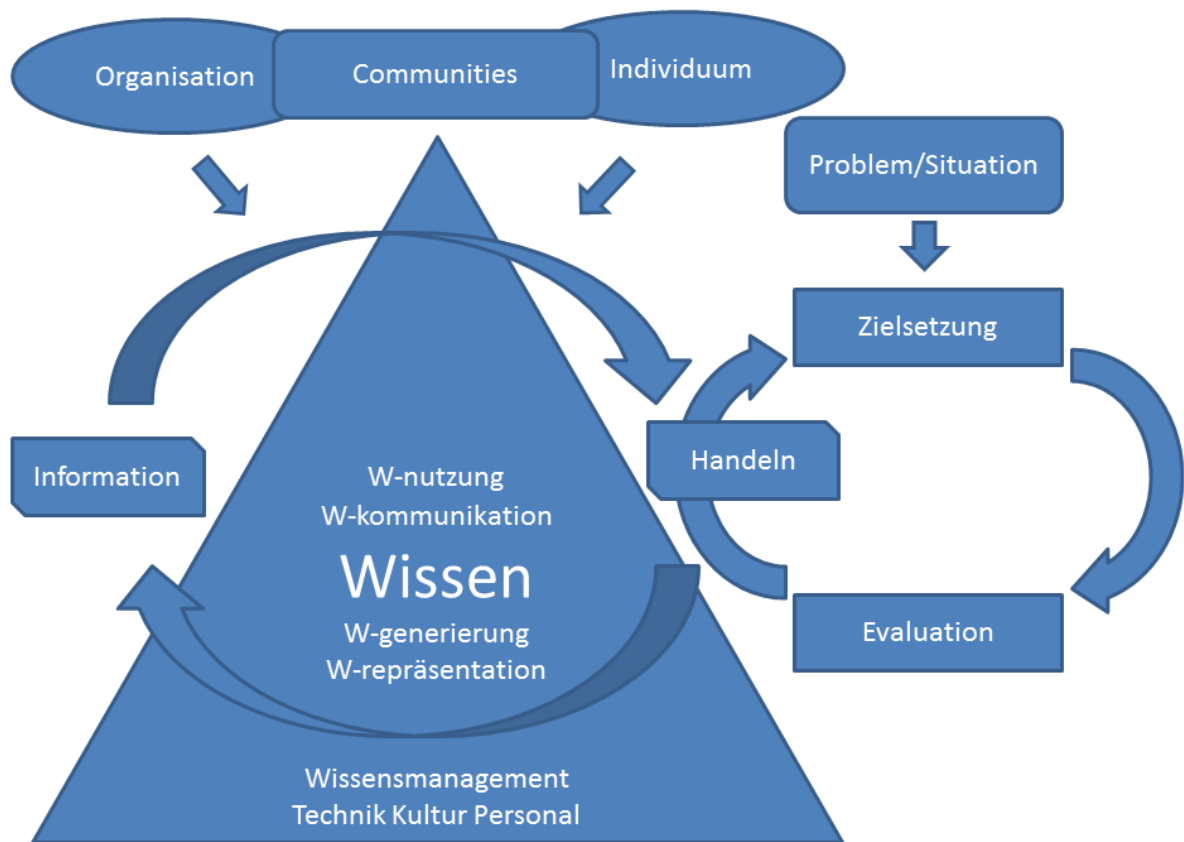 Organisation
Communities
Individuum
Problem/Situation
Zielsetzung
Information
Handeln
W-nutzung
W-kommunikation
Wissen
W-generierung
W-repräsentation
Evaluation
Wissensmanagement
Technik Kultur Personal